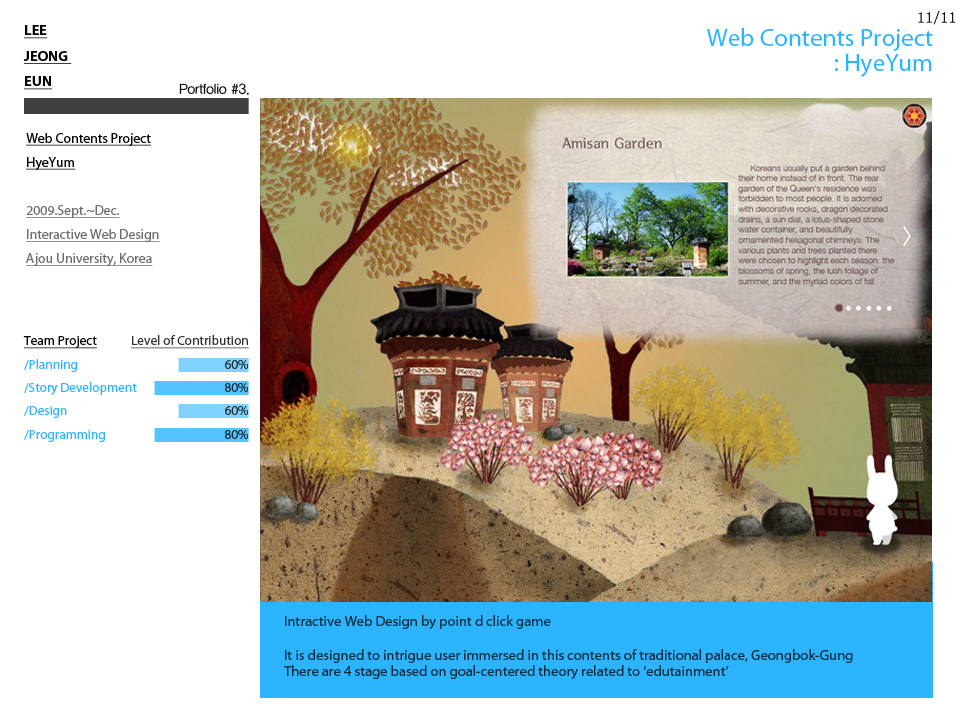 11/11
LEE
JEONG
EUN
Web Contents Project
: HyeYum
Portfolio #3.
Web Contents Project
HyeYum
2009.Sept.~Dec.
Interactive Web Design
Ajou University, Korea
Team Project Level of Contribution
/Planning 60%
/Story Development 80%
/Design 60%
/Programming 80%
Amisan Garden
Koreans usually put a garden behind
their home instead of in front. The rear
garden of the Queen's residence was
forbidden to most people. It is adorned
with decorative rocks, dragon decorated
drains, a sun dial, a lotus-shaped stone
water container, and beautifully
ornamented hexagonal chimneys. The
various plants and trees planted there
were chosen to highlight each season: the
blossoms of spring, the lush foliage of
summer, and the myriad colors of fall.
Intractive Web Design by point d click game
It is designed to intrigue user immersed in this contents of traditional palace, Geongbok-Gung
There are 4 stage based on goal-centered theory related to ‘edutainment’